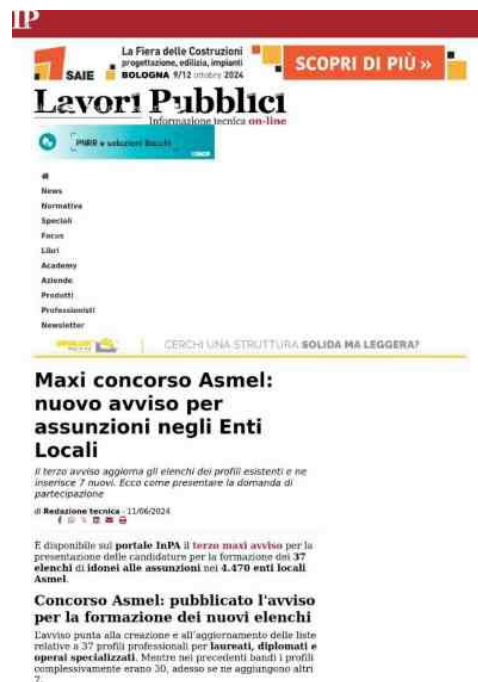 IP
SAIE
La Fiera delle Costruzioni
progettazione, edilizia, impianti
BOLOGNA 9/12 ottobre 2024
SCOPRI DI PIÙ »
Lavori Pubblici
Informazione tecnica on-line
PNRR e soluzioni
News
Normativa
Speciali
Focus
Libri
Academy
Aziende
Prodotti
Professionisti
Newsletter
CERCHI UNA STRUTTURA SOLIDA MA LEGGERA?
Maxi concorso Asmel:
nuovo avviso per
assunzioni negli Enti
Locali
Il terzo avviso aggiorna gli elenchi dei profili esistenti e ne
inserisce 7 nuovi. Ecco come presentare la domanda di
partecipazione
di Redazione tecnica - 11/06/2024
È disponibile sul portale InPA il terzo maxi avviso per la
presentazione delle candidature per la formazione dei 37
elenchi di idonei alle assunzioni nei 4.470 enti locali
Asmel.
Concorso Asmel: pubblicato l'avviso
per la formazione dei nuovi elenchi
L'avviso punta alla creazione e all'aggiornamento delle liste
relative a 37 profili professionali per laureati, diplomati e
operai specializzati. Mentre nei precedenti bandi i profili
complessivamente erano 30, adesso se ne aggiungono altri
7.